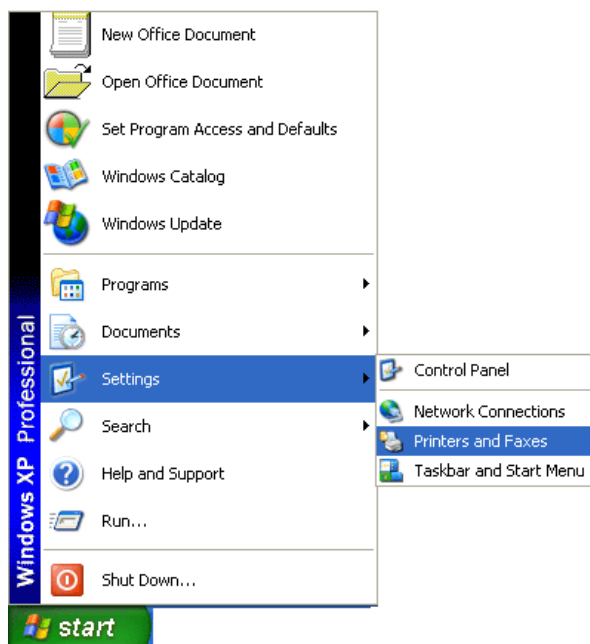 New Office Document
Open Office Document
Set Program Access and Defaults
Windows Catalog
Windows Update
Programs
Documents
Settings
Search
Help and Support
Run...
Shut Down...
Control Panel
Network Connections
Printers and Faxes
Taskbar and Start Menu
Windows XP Professional
start